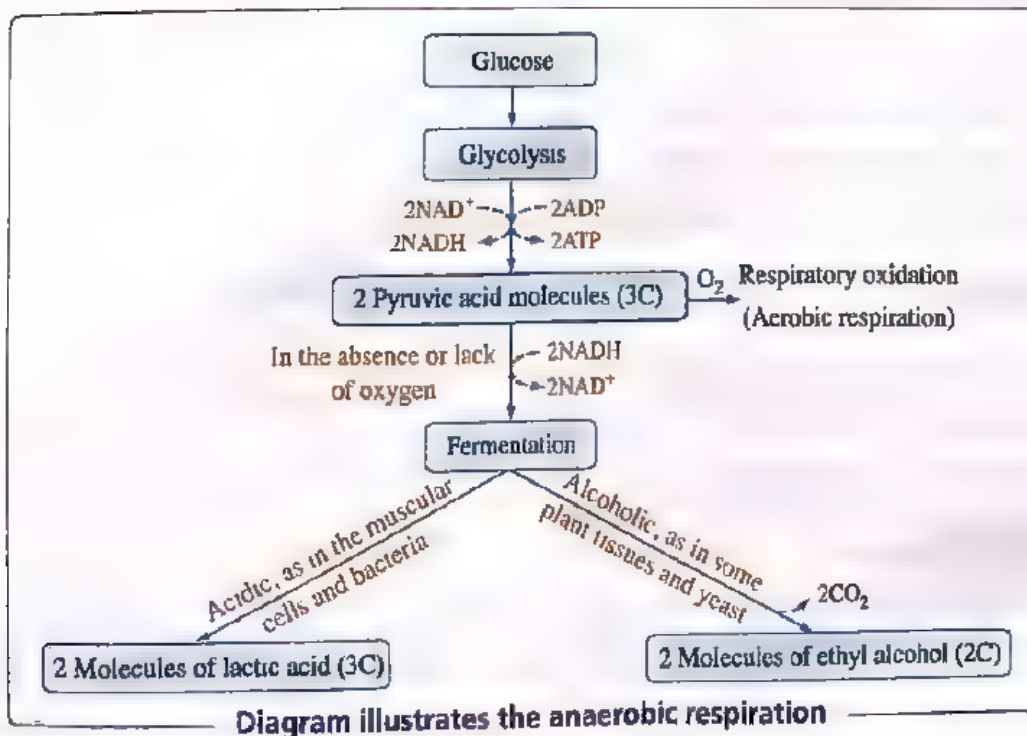 Glucose
Glycolysis
2NAD⁺ 2ADP
2NADH 2ATP
2 Pyruvic acid molecules (3C) O₂ Respiratory oxidation
(Aerobic respiration)
In the absence or lack
of oxygen
2NADH
2NAD⁺
Fermentation
Acidic, as in the muscular
cells and bacteria
Alcoholic, as in some
plant tissues and yeast
2CO₂
2 Molecules of lactic acid (3C)
2 Molecules of ethyl alcohol (2C)
Diagram illustrates the anaerobic respiration